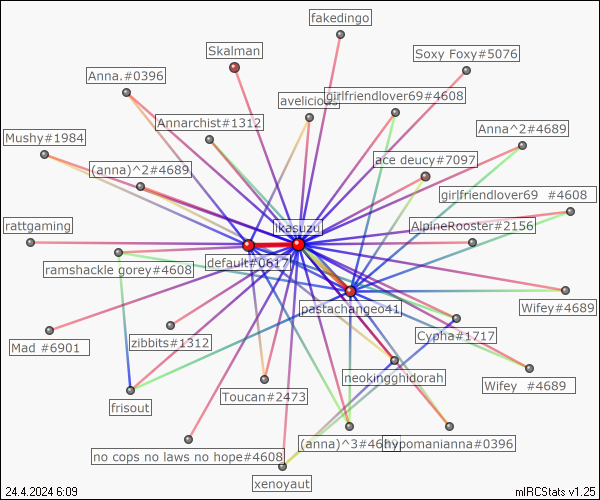 fakedingo
Skalman
Soxy Foxy#5076
Anna.#0396
girlfriendlover69#4608
avelicious
Annarchist#1312
Anna^2#4689
Mushy#1984
ace deucy#7097
(anna)^2#4689
girlfriendlover69 #4608
rattgaming
ikasuzu
AlpineRooster#2156
default#0617
ramshackle gorey#4608
pastachangeo41
Wifey#4689
Mad #6901
zibbits#1312
Cypha#1717
neokingghidorah
Wifey #4689
Toucan#2473
frisout
(anna)^3#46
hypomanianna#0396
no cops no laws no hope#4608
xenoyaut
24.4.2024 6:09
mIRCStats v1.25